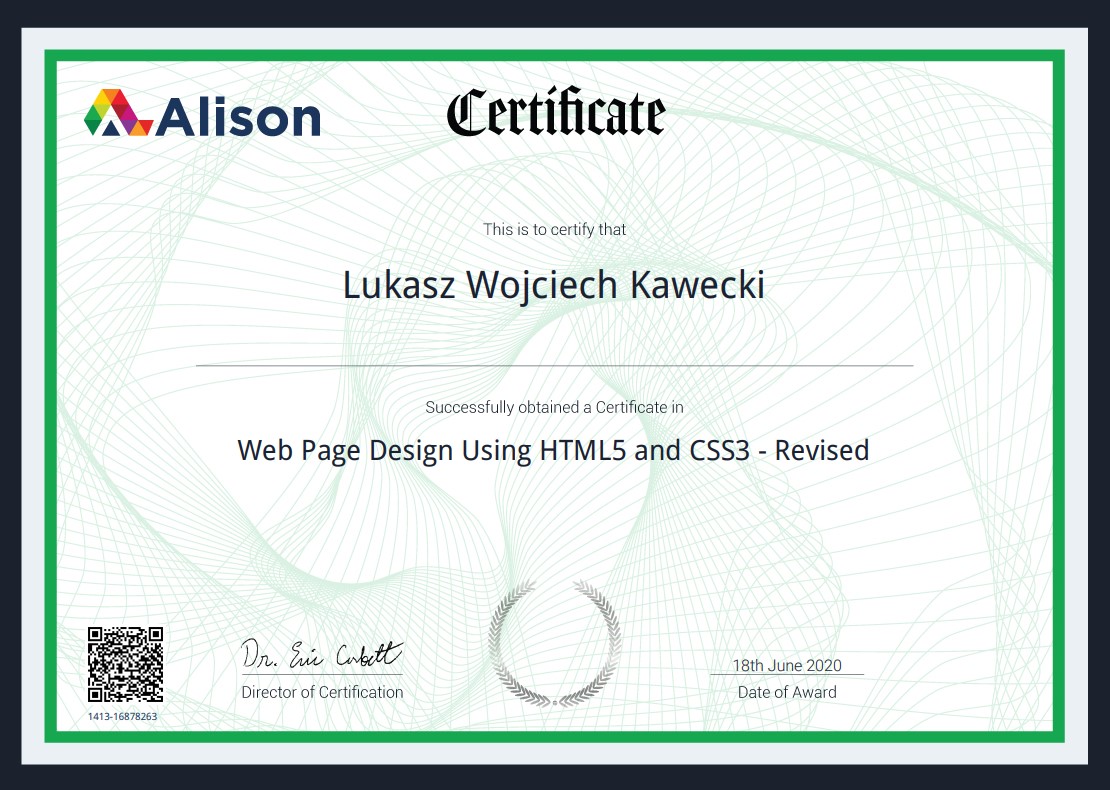 Alison
Certificate
This is to certify that
Lukasz Wojciech Kawecki
Successfully obtained a Certificate in
Web Page Design Using HTML5 and CSS3 - Revised
Dr. Eric Corbett
Director of Certification
18th June 2020
Date of Award
1413-16878263